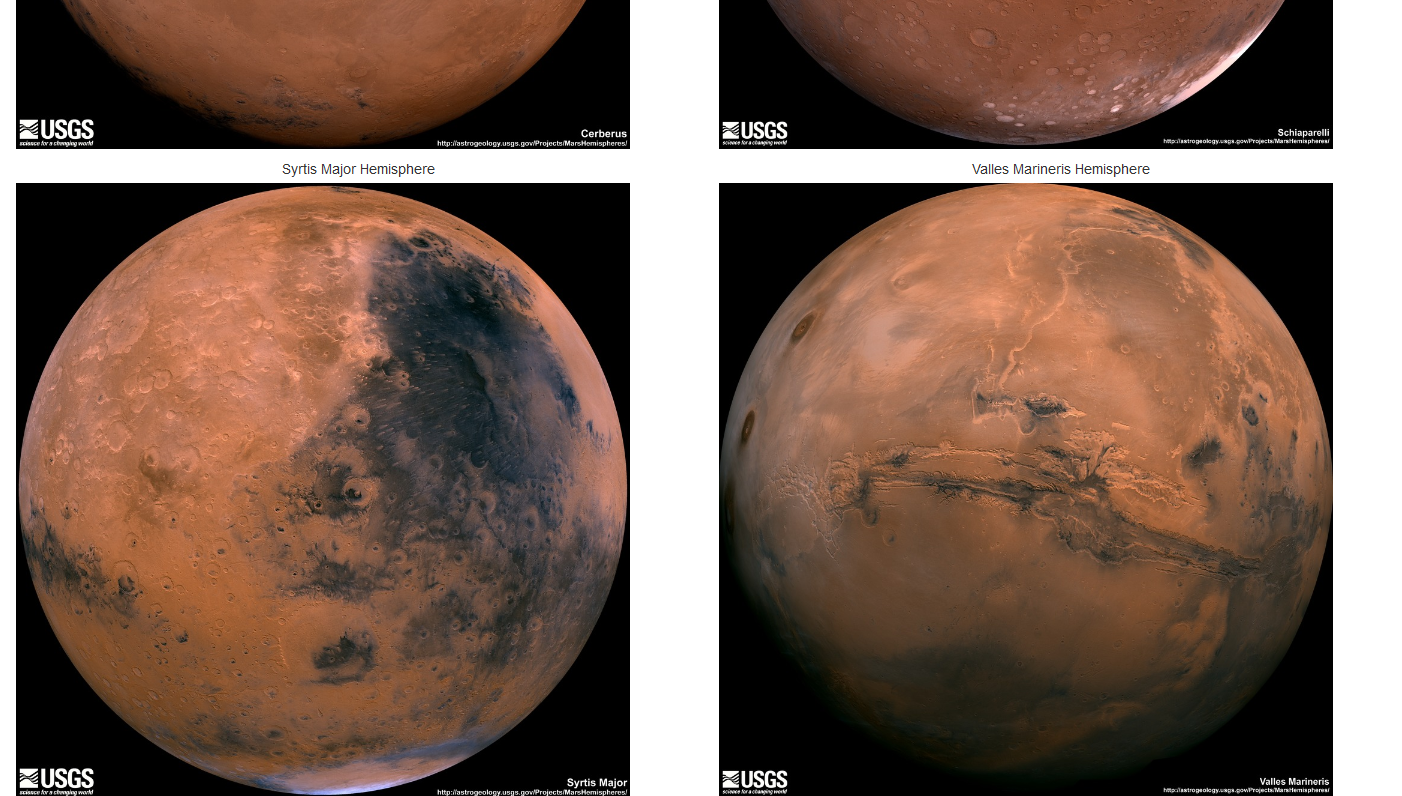 USGS
science for a changing world
Cerberus
http://astrogeology.usgs.gov/Projects/MarsHemispheres/
USGS
science for a changing world
Schiaparelli
http://astrogeology.usgs.gov/Projects/MarsHemispheres/
Syrtis Major Hemisphere
Valles Marineris Hemisphere
USGS
science for a changing world
Syrtis Major
http://astrogeology.usgs.gov/Projects/MarsHemispheres/
USGS
science for a changing world
Valles Marineris
http://astrogeology.usgs.gov/Projects/MarsHemispheres/